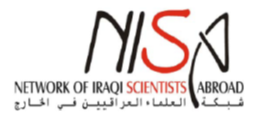 NISA
NETWORK OF IRAQI SCIENTISTS ABROAD
شبكة العلماء العراقيين في الخارج